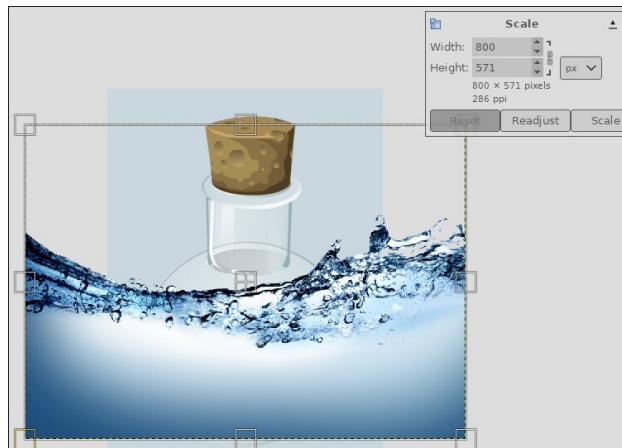 Scale
Width: 800
Height: 571
px
800 × 571 pixels
286 ppi
Reset Readjust Scale